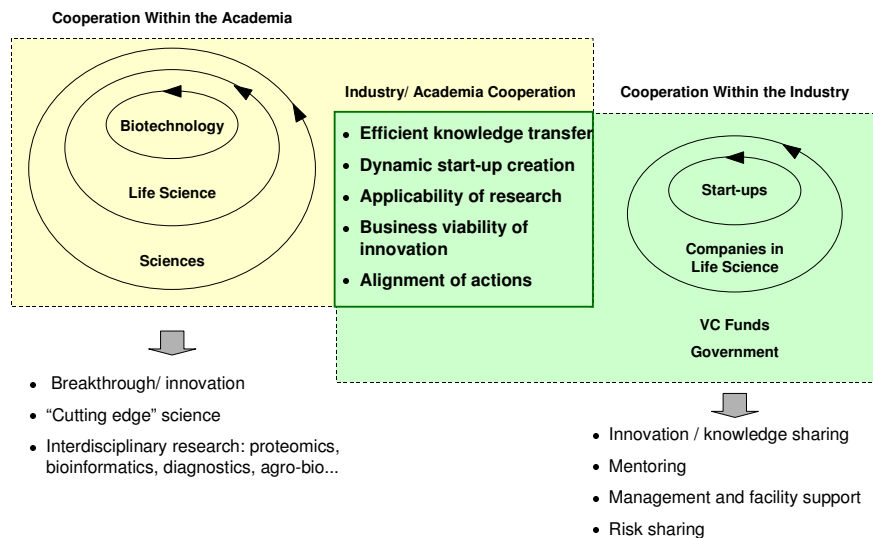 Cooperation Within the Academia
Biotechnology
Life Science
Sciences
Industry/ Academia Cooperation
• Efficient knowledge transfer
• Dynamic start-up creation
• Applicability of research
• Business viability of
innovation
• Alignment of actions
Cooperation Within the Industry
Start-ups
Companies in
Life Science
VC Funds
Government
• Breakthrough/ innovation
• “Cutting edge” science
• Interdisciplinary research: proteomics,
bioinformatics, diagnostics, agro-bio...
• Innovation / knowledge sharing
• Mentoring
• Management and facility support
• Risk sharing